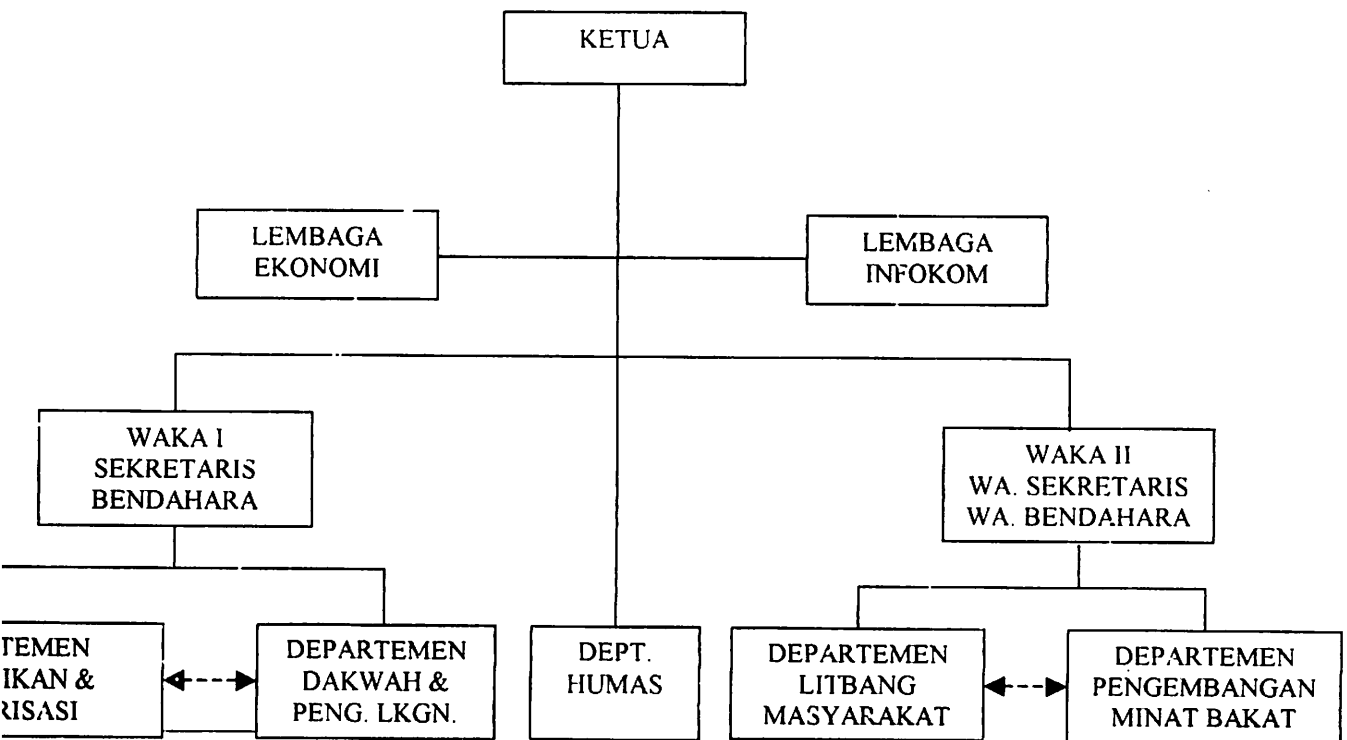 KETUA
LEMBAGA
EKONOMI
LEMBAGA
INFOKOM
WAKA I
SEKRETARIS
BENDAHARA
WAKA II
WA. SEKRETARIS
WA. BENDAHARA
TEMEN
IKAN &
RISASI
DEPARTEMEN
DAKWAH &
PENG. LKGN.
DEPT.
HUMAS
DEPARTEMEN
LITBANG
MASYARAKAT
DEPARTEMEN
PENGEMBANGAN
MINAT BAKAT